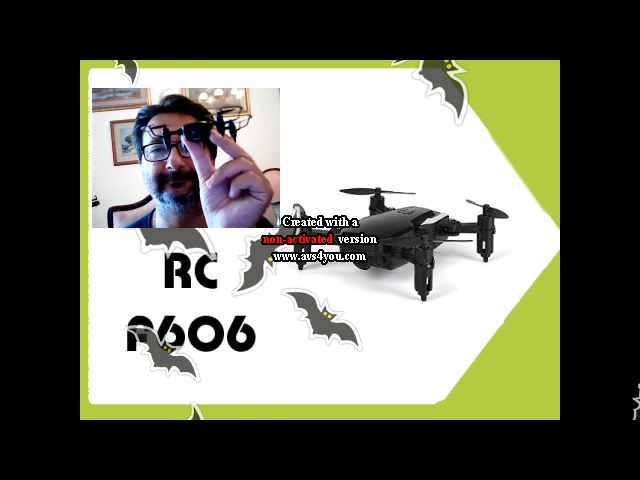 Created with a
non-activated version
www.avs4you.com
RC
A606